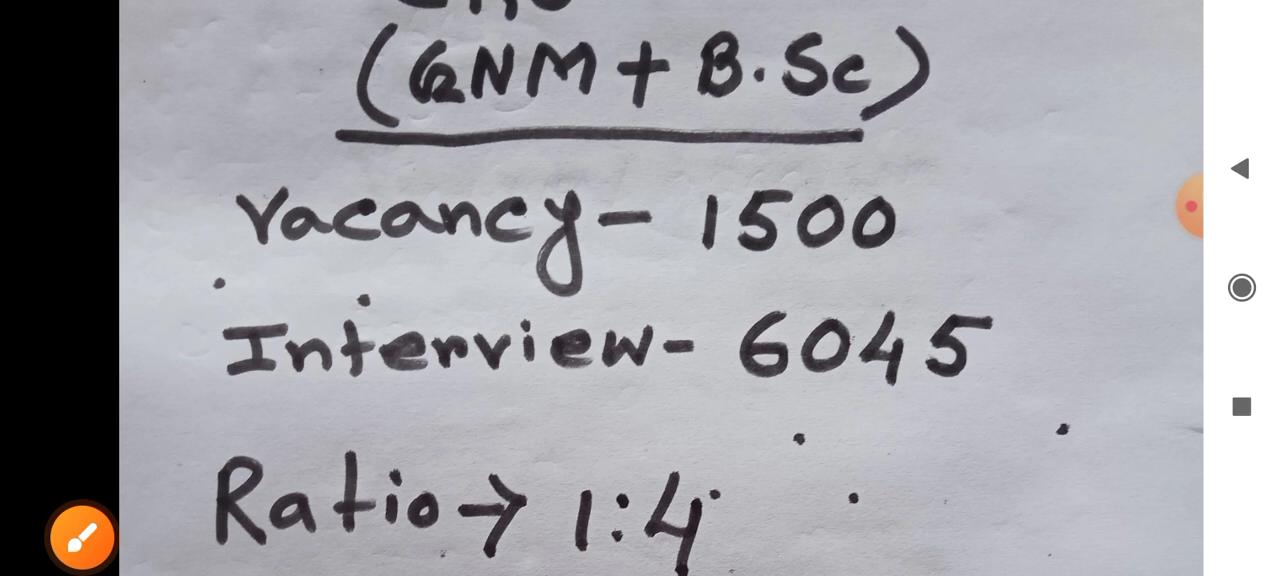 (GNM + B.Sc)
Vacancy - 1500
Interview - 6045
Ratio → 1:4